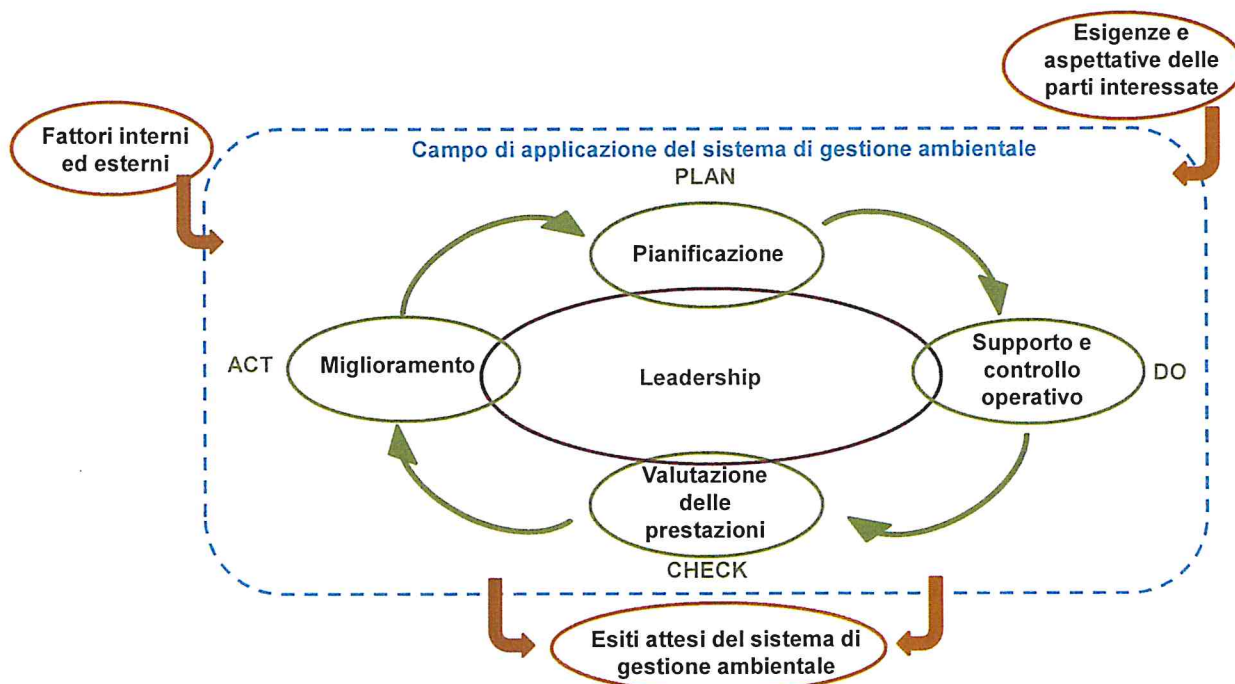 Esigenze e
aspettative delle
parti interessate
Fattori interni
ed esterni
Campo di applicazione del sistema di gestione ambientale
PLAN
Pianificazione
ACT
Miglioramento
Leadership
Supporto e
controllo
operativo
DO
Valutazione
delle
prestazioni
CHECK
Esiti attesi del sistema di
gestione ambientale